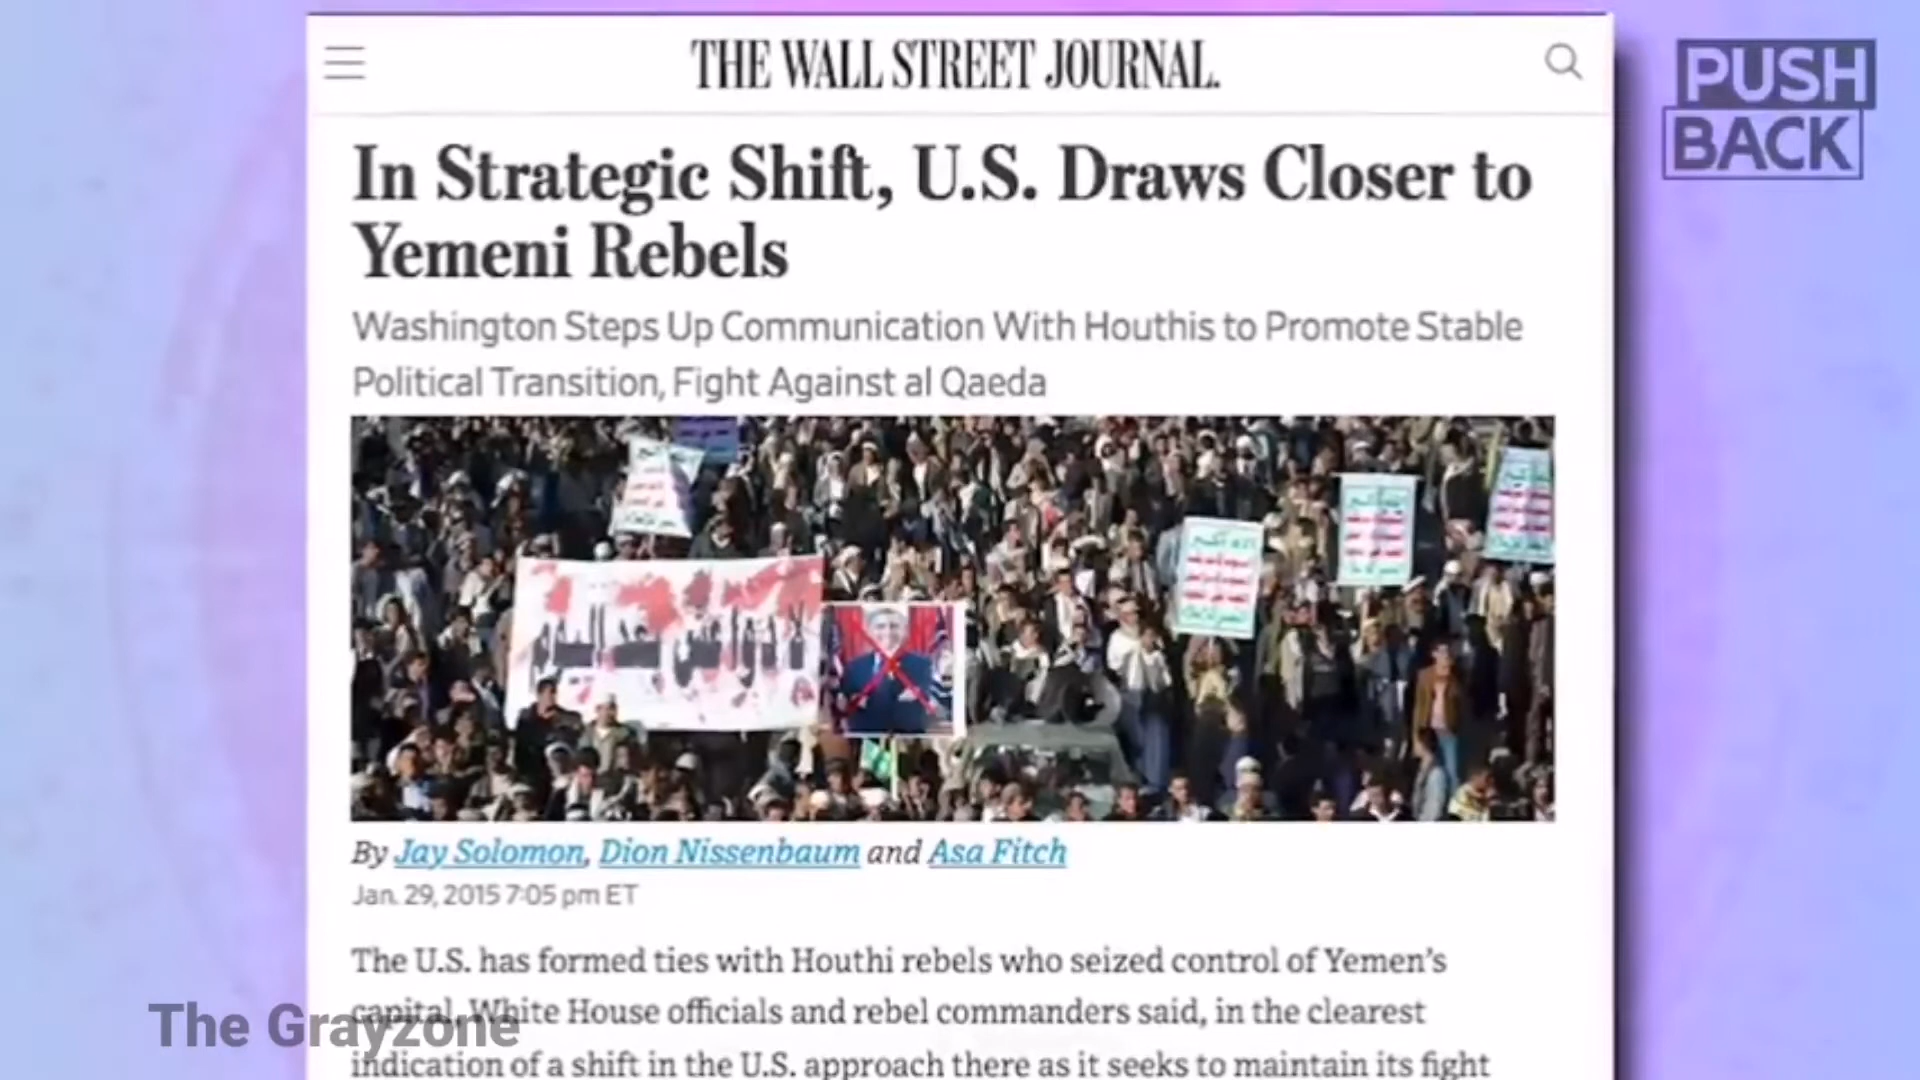 THE WALL STREET JOURNAL.
PUSH
BACK
In Strategic Shift, U.S. Draws Closer to
Yemeni Rebels
Washington Steps Up Communication With Houthis to Promote Stable
Political Transition, Fight Against al Qaeda
لا دواعش بعد اليوم
الله اكبر
By Jay Solomon, Dion Nissenbaum and Asa Fitch
Jan. 29, 2015 7:05 pm ET
The U.S. has formed ties with Houthi rebels who seized control of Yemen's
capital, White House officials and rebel commanders said, in the clearest
indication of a shift in the U.S. approach there as it seeks to maintain its fight
The Grayzone